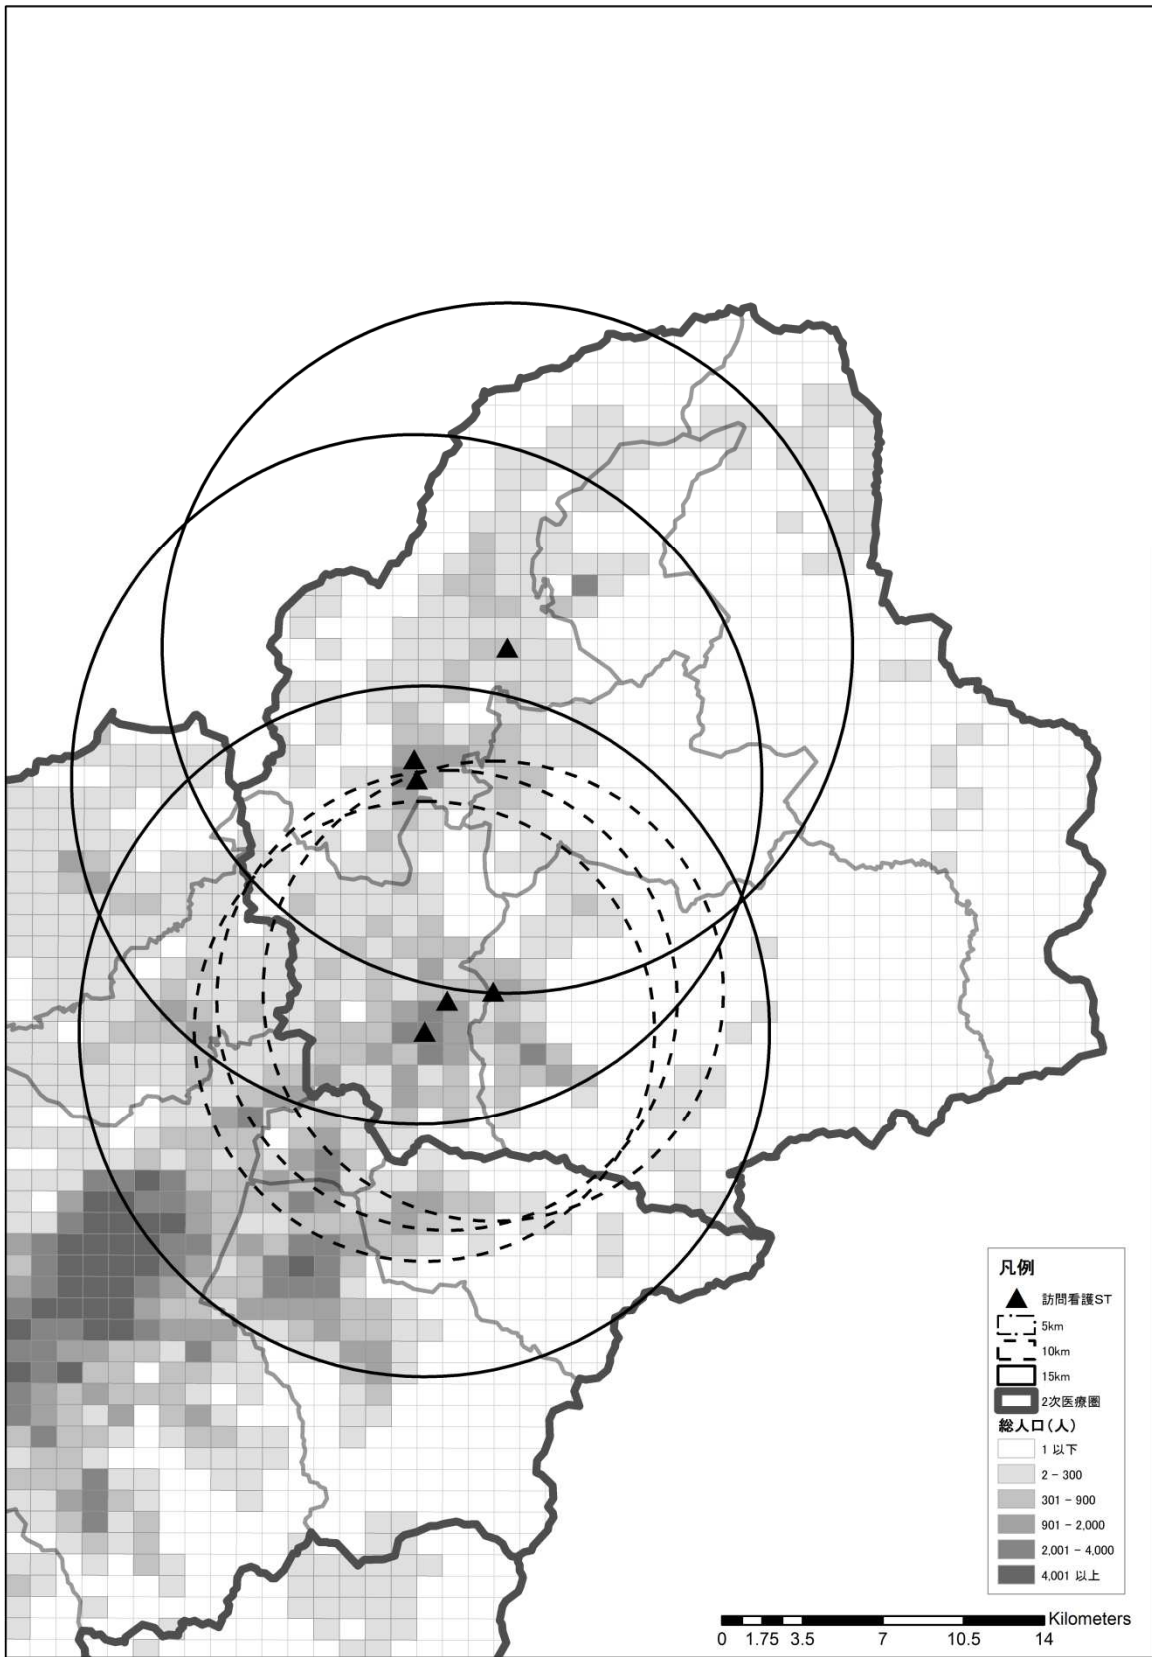 凡例
訪問看護ST
5km
10km
15km
2次医療圏
総人口(人)
1 以下
2 - 300
301 - 900
901 - 2,000
2,001 - 4,000
4,001 以上
Kilometers
0 1.75 3.5 7 10.5 14